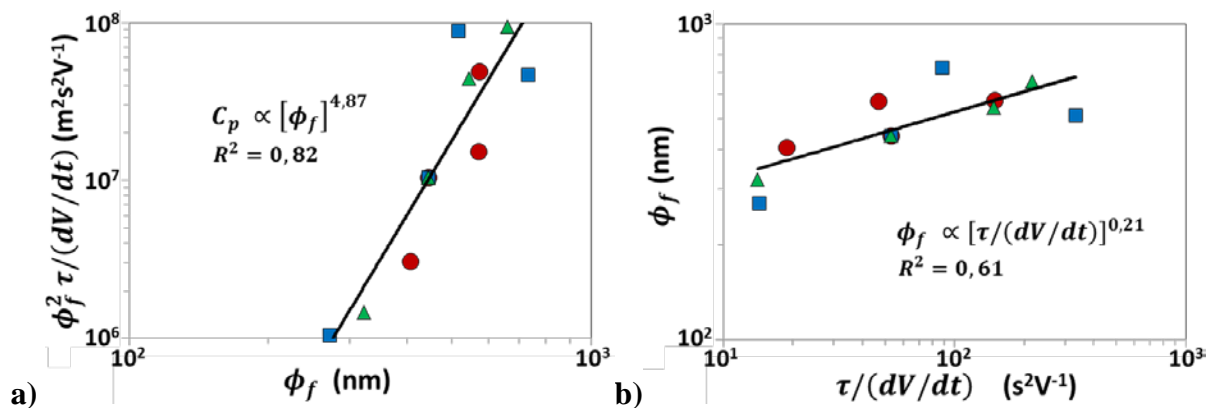 10⁸
10⁷
10⁶
ϕ_f² τ/(dV/dt) (m²s²V⁻¹)
C_p ∝ [ϕ_f]^{4,87}
R² = 0,82
10²
10³
ϕ_f (nm)
a)
10³
10²
ϕ_f (nm)
ϕ_f ∝ [τ/(dV/dt)]^{0,21}
R² = 0,61
10¹
10²
10³
τ/(dV/dt) (s²V⁻¹)
b)